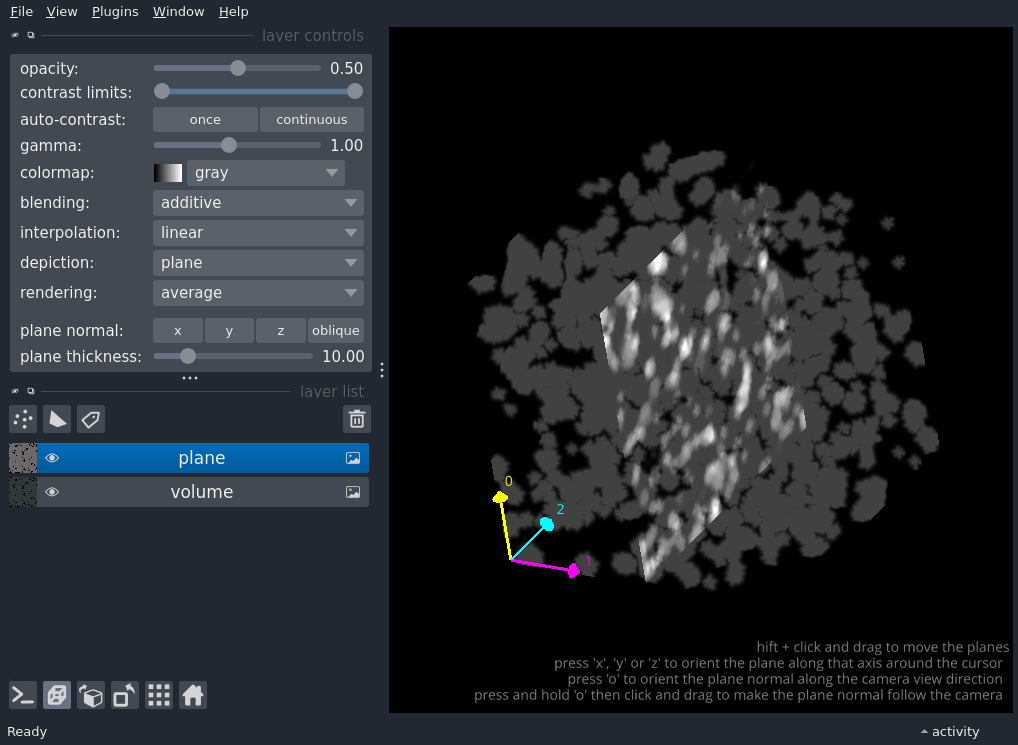 File View Plugins Window Help
layer controls
opacity: 0.50
contrast limits:
auto-contrast: once continuous
gamma: 1.00
colormap: gray
blending: additive
interpolation: linear
depiction: plane
rendering: average
plane normal: x y z oblique
plane thickness: 10.00
layer list
plane
volume
0
2
1
hift + click and drag to move the planes
press 'x', 'y' or 'z' to orient the plane along that axis around the cursor
press 'o' to orient the plane normal along the camera view direction
press and hold 'o' then click and drag to make the plane normal follow the camera
Ready activity